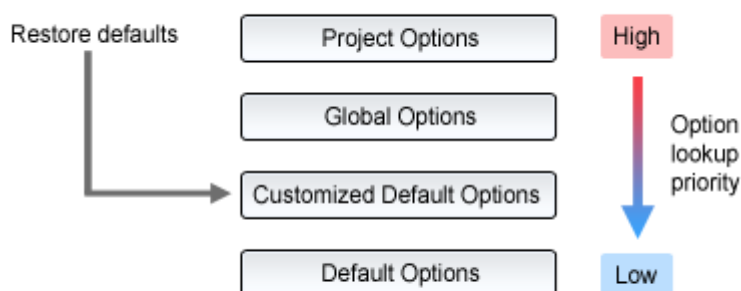 Restore defaults
Project Options
High
Global Options
Option
lookup
priority
Customized Default Options
Default Options
Low